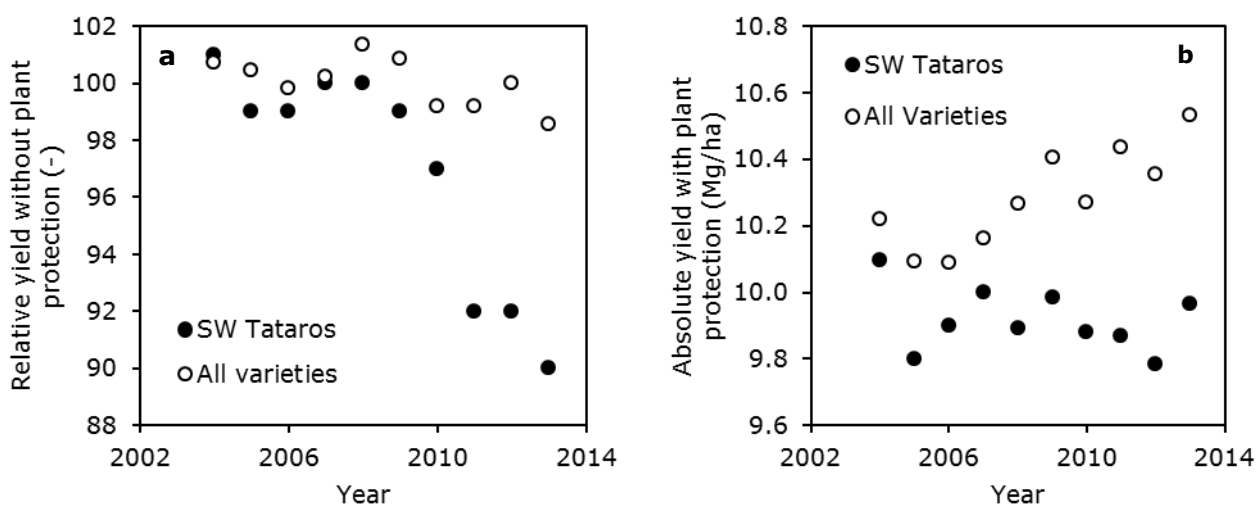 Relative yield without plant
protection (-)
102
100
98
96
94
92
90
88
a
SW Tataros
All varieties
2002
2006
2010
2014
Year
Absolute yield with plant
protection (Mg/ha)
10.8
10.6
10.4
10.2
10.0
9.8
9.6
SW Tataros
All Varieties
b
2002
2006
2010
2014
Year